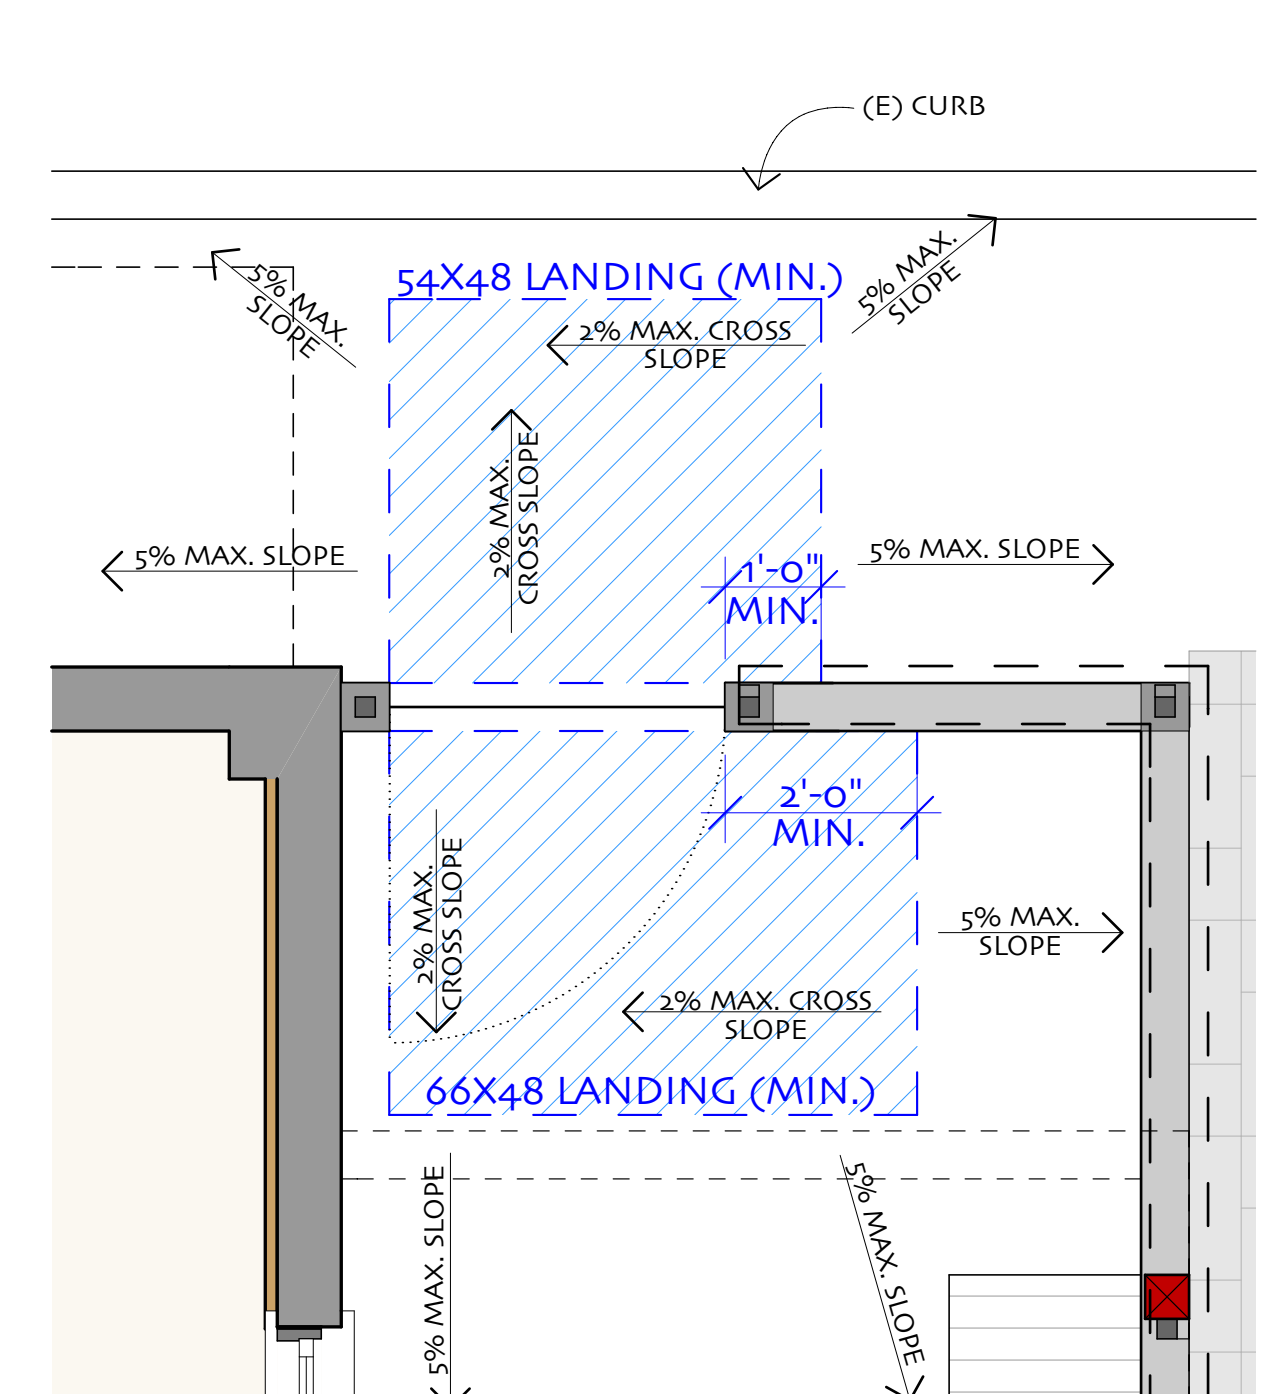 (E) CURB
5% MAX.
SLOPE
54X48 LANDING (MIN.)
5% MAX.
SLOPE
2% MAX. CROSS
SLOPE
2% MAX.
CROSS SLOPE
5% MAX. SLOPE
5% MAX. SLOPE
1'-0"
MIN.
2'-0"
MIN.
2% MAX.
CROSS SLOPE
5% MAX.
SLOPE
2% MAX. CROSS
SLOPE
66X48 LANDING (MIN.)
5% MAX. SLOPE
5% MAX. SLOPE